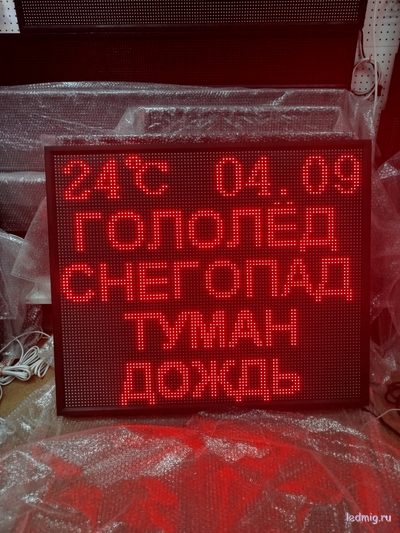 24°C 04.09
ГОЛОЛЁД
СНЕГОПАД
ТУМАН
ДОЖДЬ
ledmig.ru